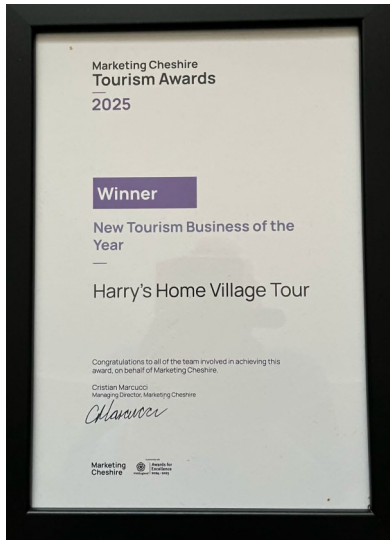 Marketing Cheshire
Tourism Awards
2025
Winner
New Tourism Business of the
Year
Harry's Home Village Tour
Congratulations to all of the team involved in achieving this
award, on behalf of Marketing Cheshire.
Cristian Marcucci
Managing Director, Marketing Cheshire
CMarcucci
Marketing
Cheshire
Awards for
Excellence